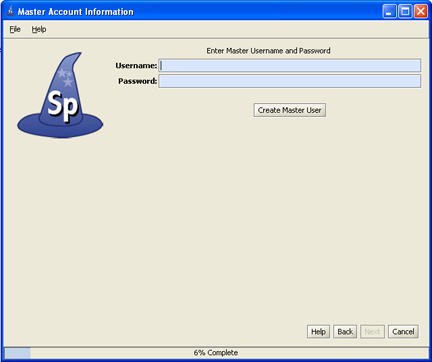 Master Account Information
File Help
Enter Master Username and Password
Username:
Password:
Sp
Create Master User
Help Back Next Cancel
6% Complete